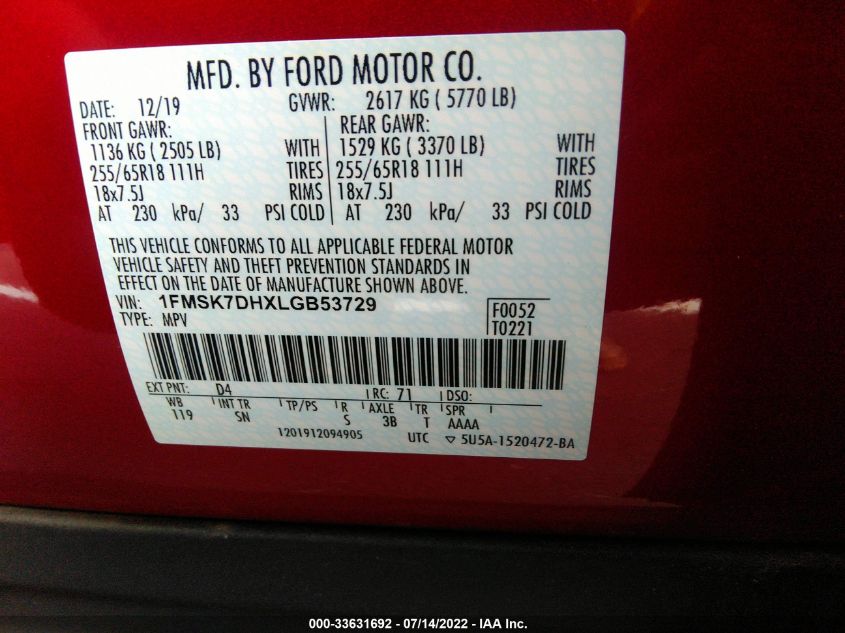 MFD. BY FORD MOTOR CO.
DATE: 12/19 GVWR: 2617 KG ( 5770 LB)
FRONT GAWR: REAR GAWR:
1136 KG ( 2505 LB) WITH 1529 KG ( 3370 LB) WITH
255/65R18 111H TIRES 255/65R18 111H TIRES
18x7.5J RIMS 18x7.5J RIMS
AT 230 kPa/ 33 PSI COLD AT 230 kPa/ 33 PSI COLD
THIS VEHICLE CONFORMS TO ALL APPLICABLE FEDERAL MOTOR
VEHICLE SAFETY AND THEFT PREVENTION STANDARDS IN
EFFECT ON THE DATE OF MANUFACTURE SHOWN ABOVE.
VIN: 1FMSK7DHXLGB53729 F0052
TYPE: MPV T0221
EXT PNT: D4 RC: 71 DSO:
WB INT TR TP/PS R AXLE TR SPR
119 SN S 3B T AAAA
1201912094905 UTC ▽ 5U5A-1520472-BA
000-33631692 - 07/14/2022 - IAA Inc.